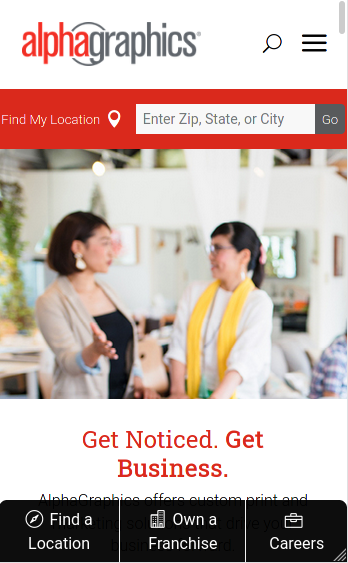 alphagraphics®
Find My Location
Enter Zip, State, or City
Go
Get Noticed. Get
Business.
AlphaGraphics offers custom print and
Find a
Location
Own a
Franchise
Careers